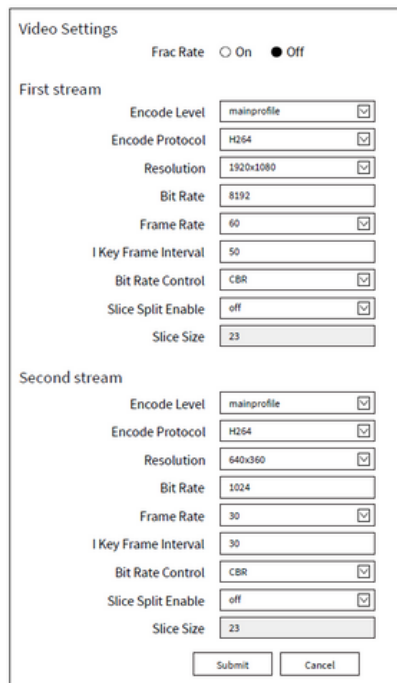 Video Settings
Frac Rate On Off
First stream
Encode Level mainprofile
Encode Protocol H264
Resolution 1920x1080
Bit Rate 8192
Frame Rate 60
I Key Frame Interval 50
Bit Rate Control CBR
Slice Split Enable off
Slice Size 23
Second stream
Encode Level mainprofile
Encode Protocol H264
Resolution 640x360
Bit Rate 1024
Frame Rate 30
I Key Frame Interval 30
Bit Rate Control CBR
Slice Split Enable off
Slice Size 23
Submit Cancel